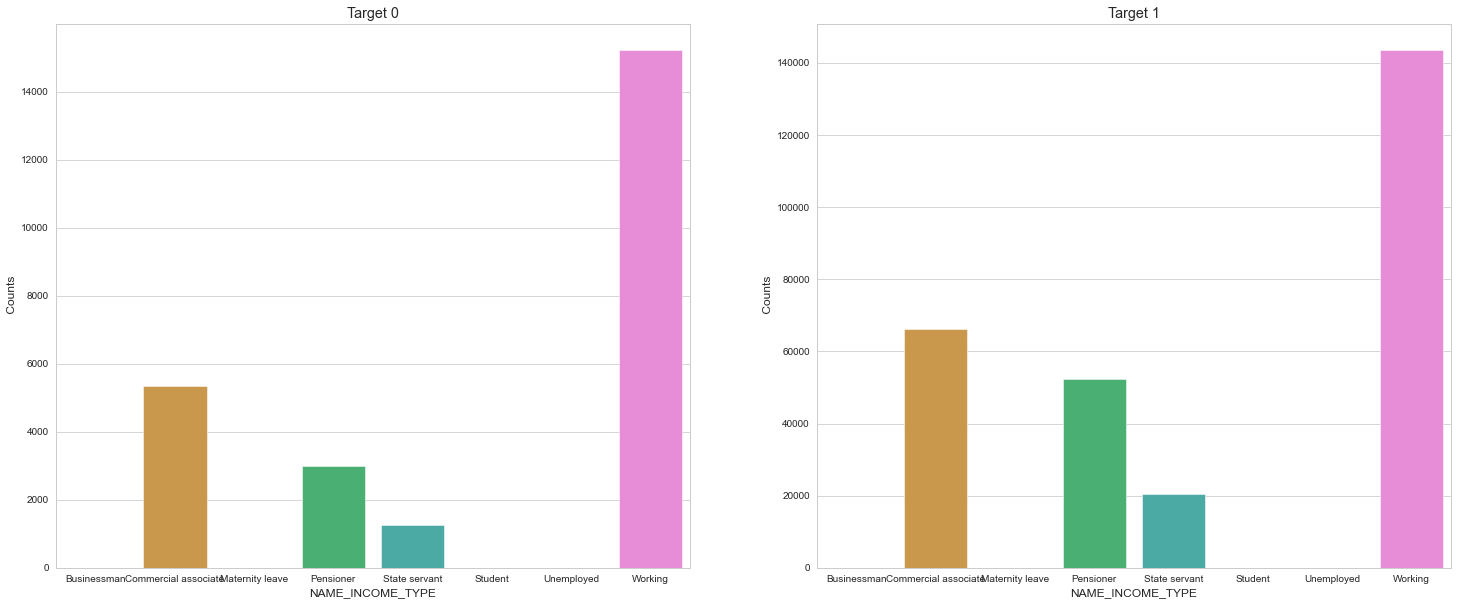 Target 0
Counts
14000
12000
10000
8000
6000
4000
2000
0
Businessman Commercial associate Maternity leave Pensioner State servant Student Unemployed Working
NAME_INCOME_TYPE
Target 1
Counts
140000
120000
100000
80000
60000
40000
20000
0
Businessman Commercial associate Maternity leave Pensioner State servant Student Unemployed Working
NAME_INCOME_TYPE